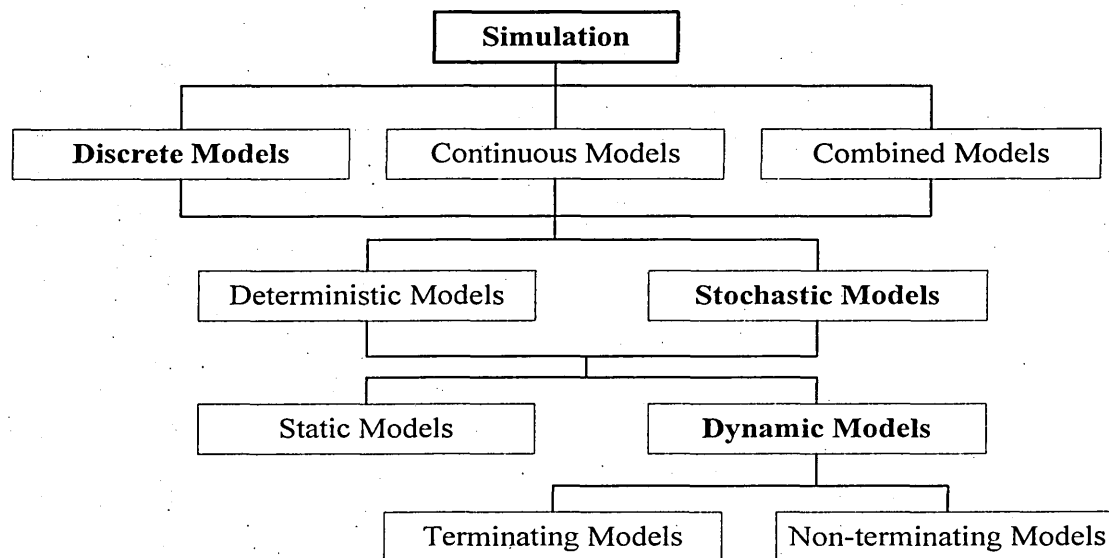 Simulation
Discrete Models
Continuous Models
Combined Models
Deterministic Models
Stochastic Models
Static Models
Dynamic Models
Terminating Models
Non-terminating Models